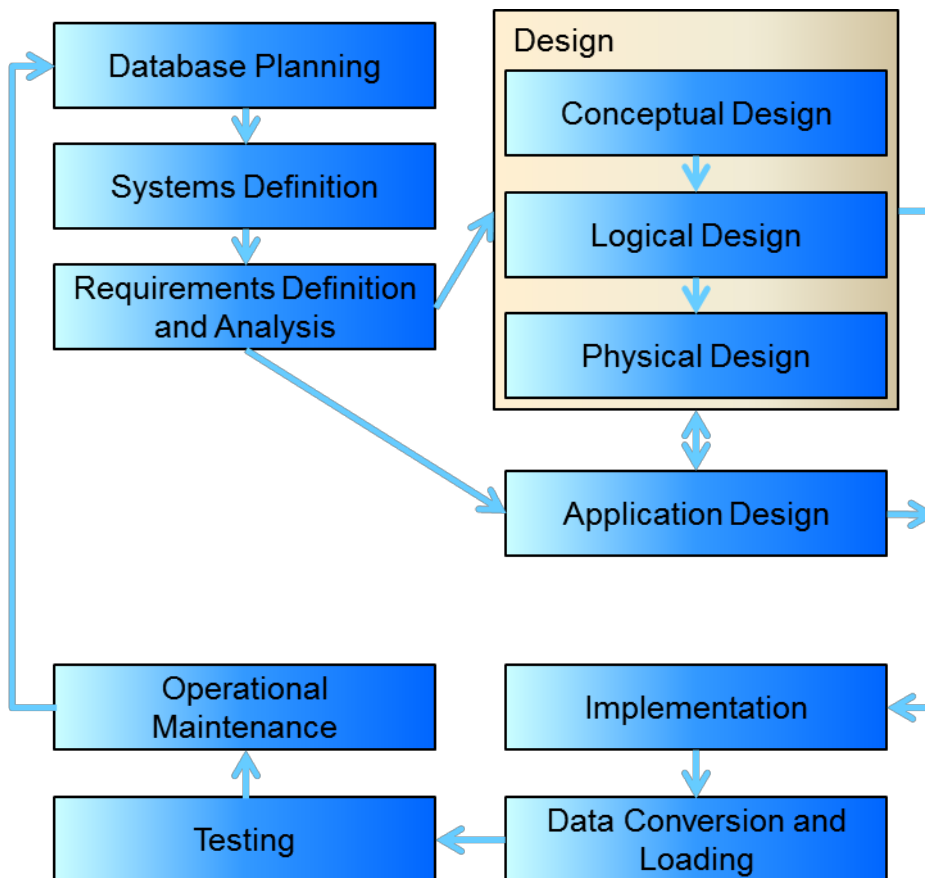 Database Planning
Systems Definition
Requirements Definition
and Analysis
Design
Conceptual Design
Logical Design
Physical Design
Application Design
Operational
Maintenance
Implementation
Testing
Data Conversion and
Loading